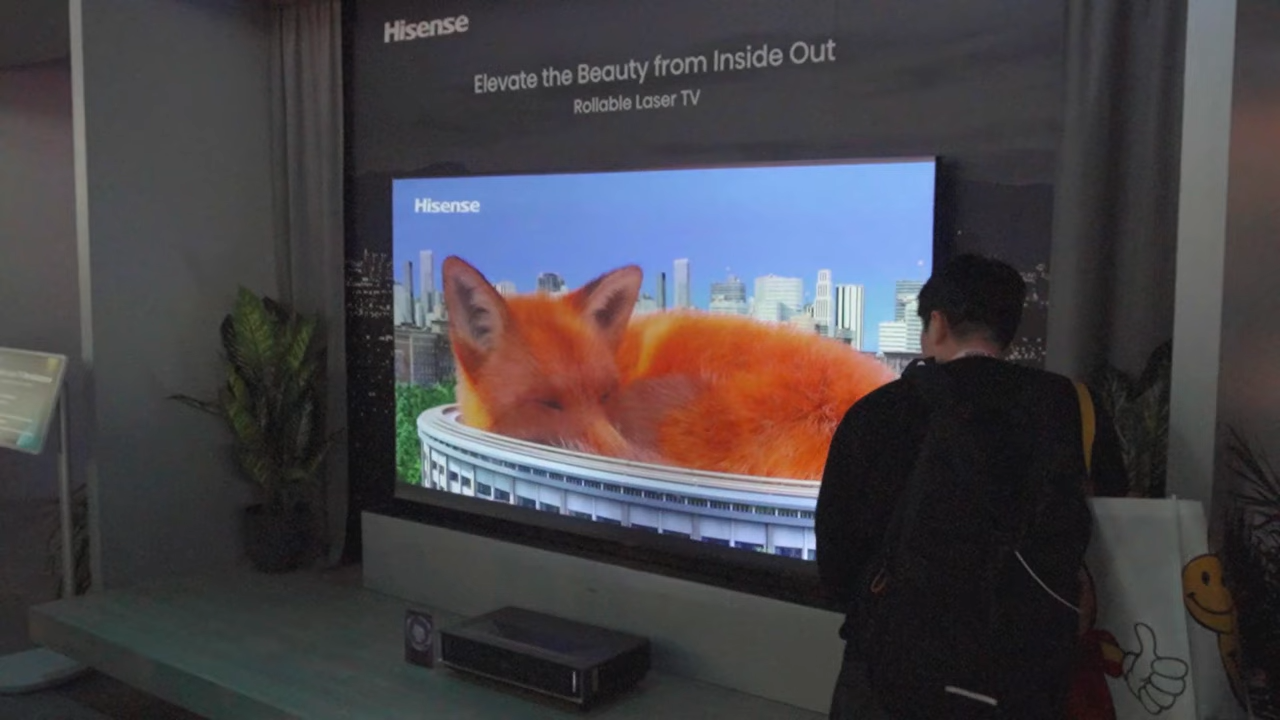 Hisense
Elevate the Beauty from Inside Out
Rollable Laser TV
Hisense